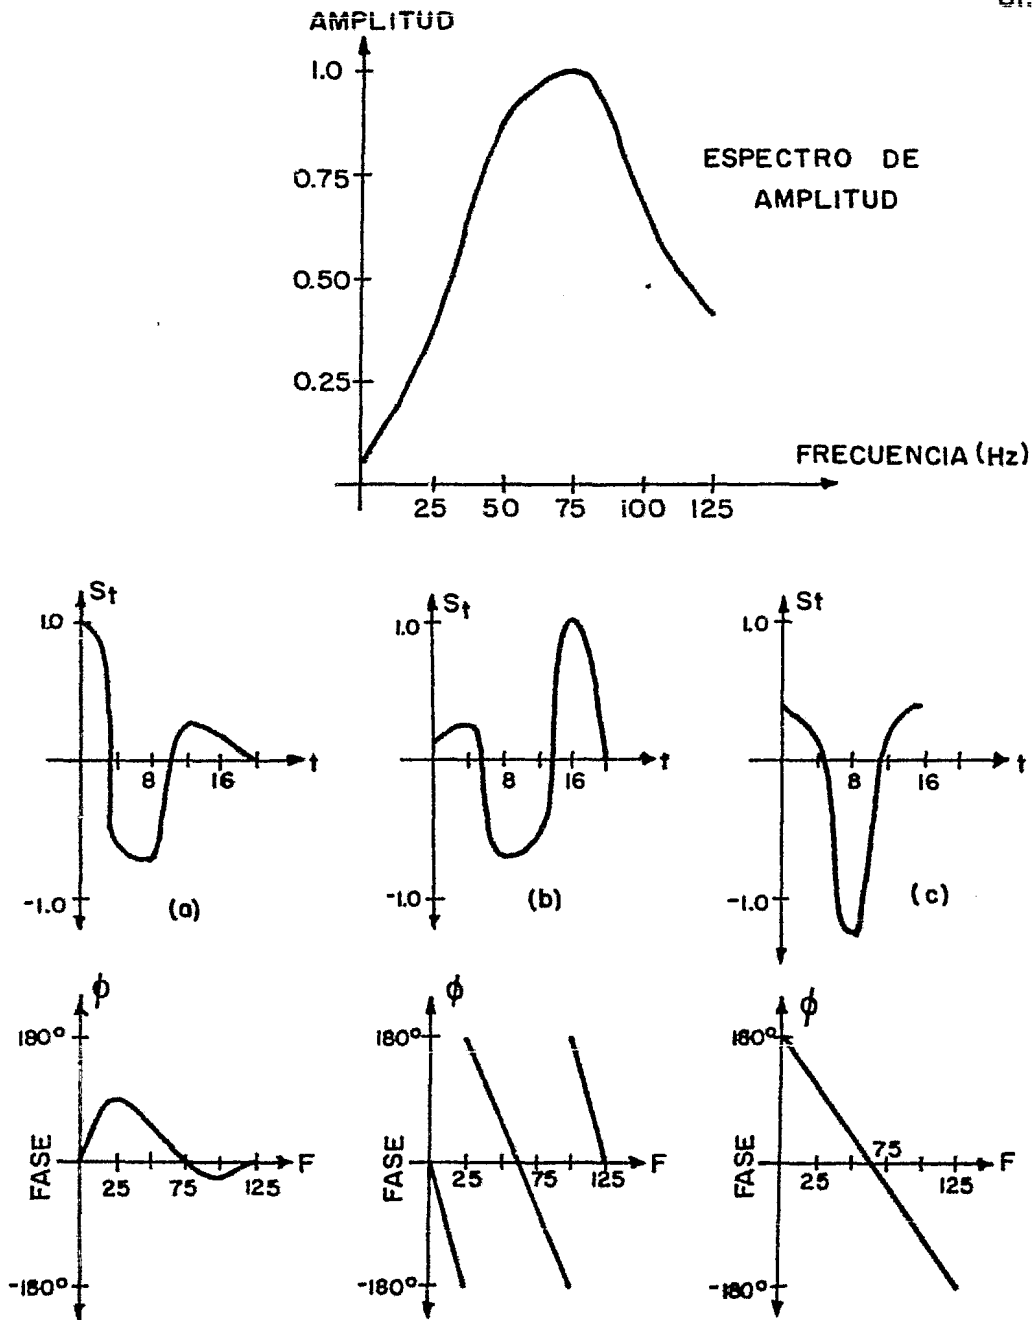 AMPLITUD
1.0
0.75
0.50
0.25
ESPECTRO DE
AMPLITUD
FRECUENCIA (Hz)
25 50 75 100 125
St
1.0
8 16 t
-1.0
(a)
St
1.0
8 16 t
-1.0
(b)
St
1.0
8 16 t
-1.0
(c)
ϕ
180°
FASE
25 75 125 F
-180°
ϕ
180°
FASE
25 75 125 F
-180°
ϕ
180°
FASE
25 75 125 F
-180°